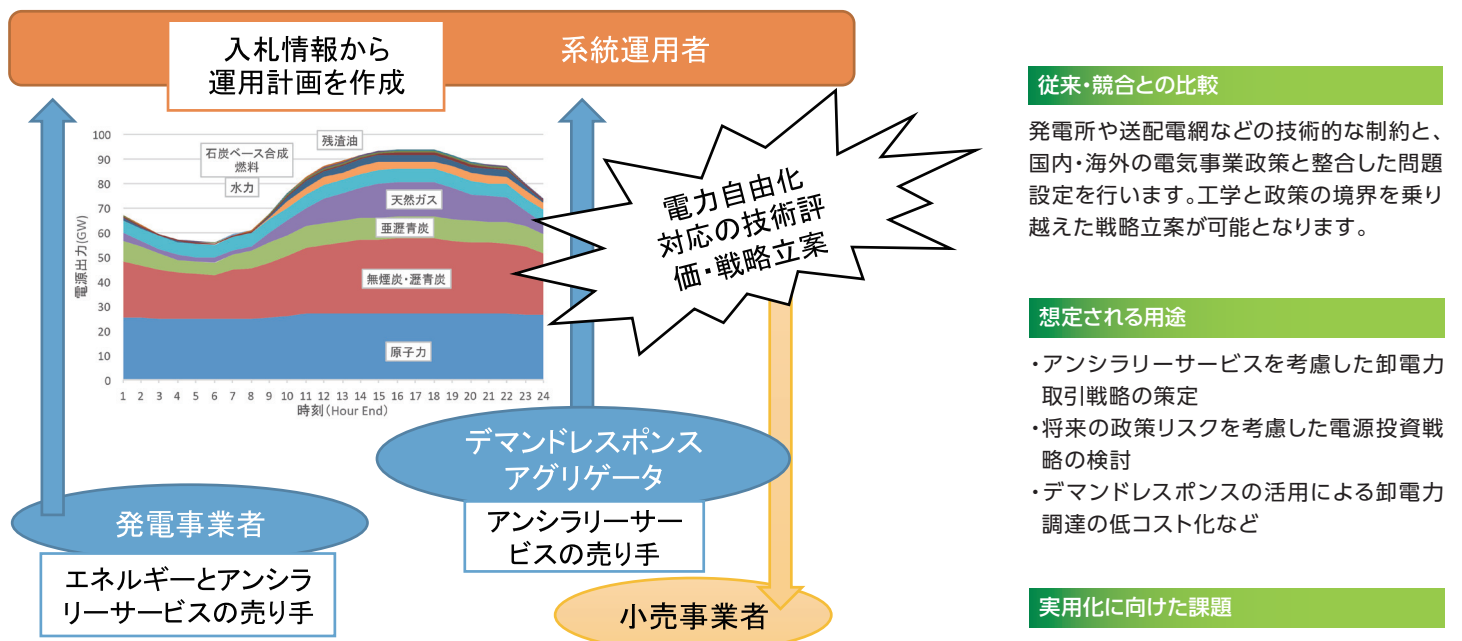 入札情報から
運用計画を作成
系統運用者
100
90
80
70
60
50
40
30
20
10
0
電源出力(GW)
残渣油
石炭ベース合成
燃料
水力
天然ガス
亜瀝青炭
無煙炭・瀝青炭
原子力
1 2 3 4 5 6 7 8 9 10 11 12 13 14 15 16 17 18 19 20 21 22 23 24
時刻(Hour End)
電力自由化
対応の技術評
価・戦略立案
デマンドレスポンス
アグリゲータ
アンシラリーサー
ビスの売り手
発電事業者
エネルギーとアンシラ
リーサービスの売り手
小売事業者
従来・競合との比較
発電所や送配電網などの技術的な制約と、
国内・海外の電気事業政策と整合した問題
設定を行います。工学と政策の境界を乗り
越えた戦略立案が可能となります。
想定される用途
・アンシラリーサービスを考慮した卸電力
取引戦略の策定
・将来の政策リスクを考慮した電源投資戦
略の検討
・デマンドレスポンスの活用による卸電力
調達の低コスト化など
実用化に向けた課題